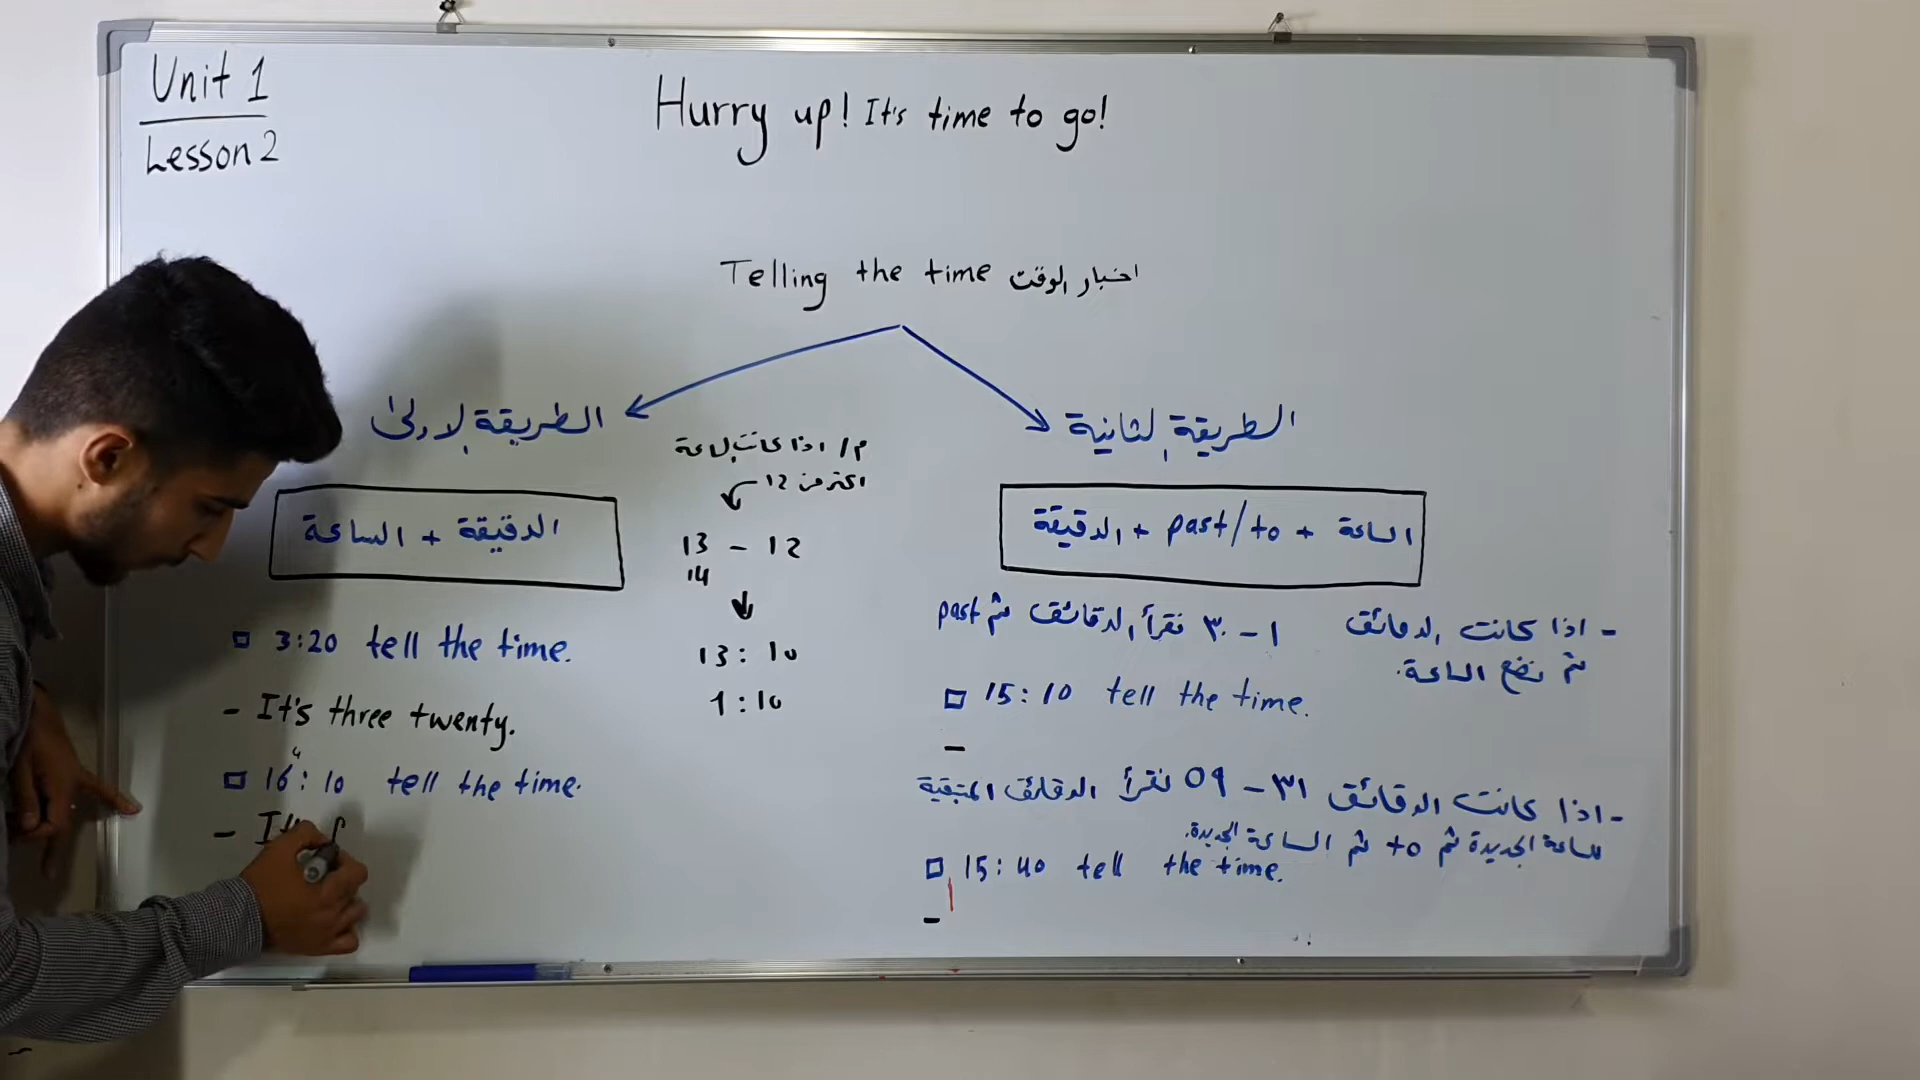 Unit 1
Lesson 2
Hurry up! It's time to go!
Telling the time اخبار الوقت
الطريقة الاولى
الساعة + الدقيقة
3:20 tell the time.
- It's three twenty.
4
16:10 tell the time.
- It's f
م/ اذا كانت الساعة
اكثر من 12
13 - 12
14
13:10
1:10
الطريقة الثانية
الدقيقة + past/to + الساعة
- اذا كانت الدقائق ١ - ٣٠ نقرأ الدقائق ثم past
ثم نضع الساعة.
15:10 tell the time.
-
- اذا كانت الدقائق ٣١ - ٥٩ نقرأ الدقائق المتبقية
للساعة الجديدة ثم to ثم الساعة الجديدة.
15:40 tell the time.
-